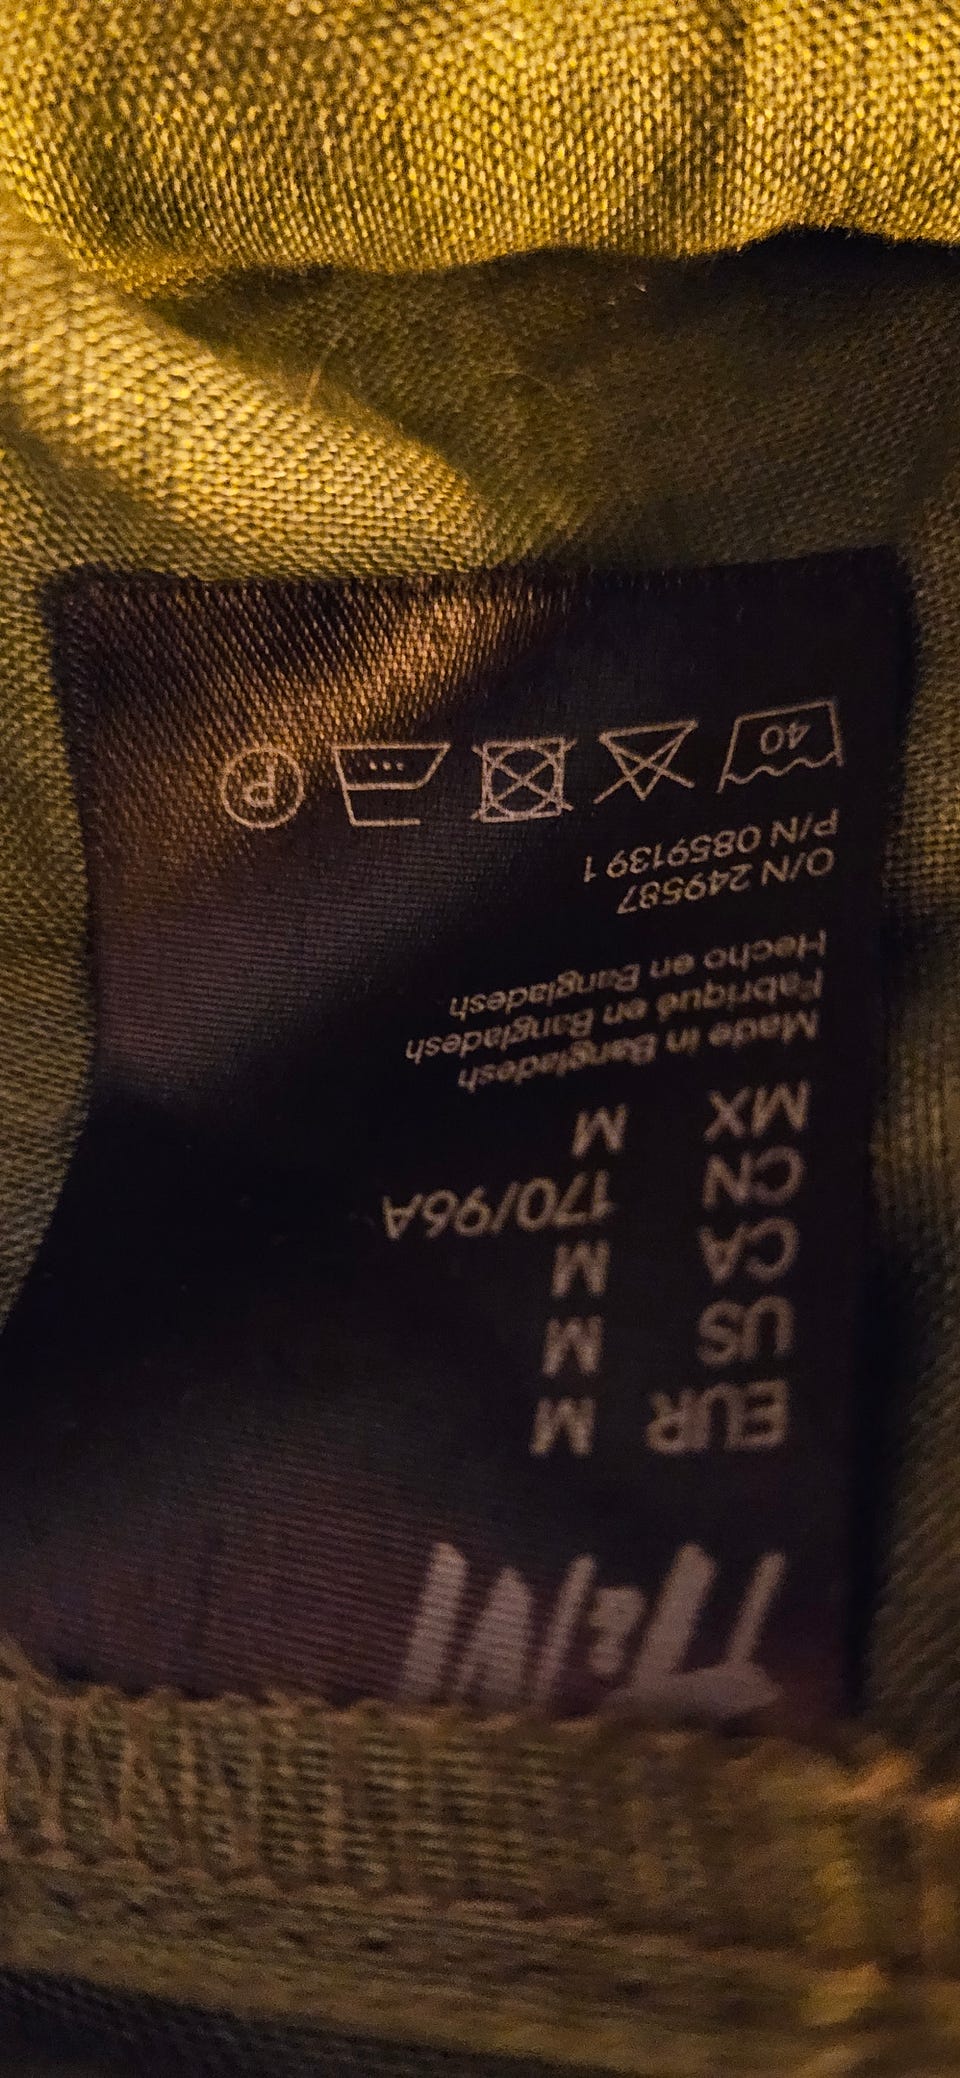 H&M
EUR M
US M
CA M
CN 170/96A
MX M
Made in Bangladesh
Fabriqué en Bangladesh
Hecho en Bangladesh
O/N 249587
P/N 0859139 1
40 P